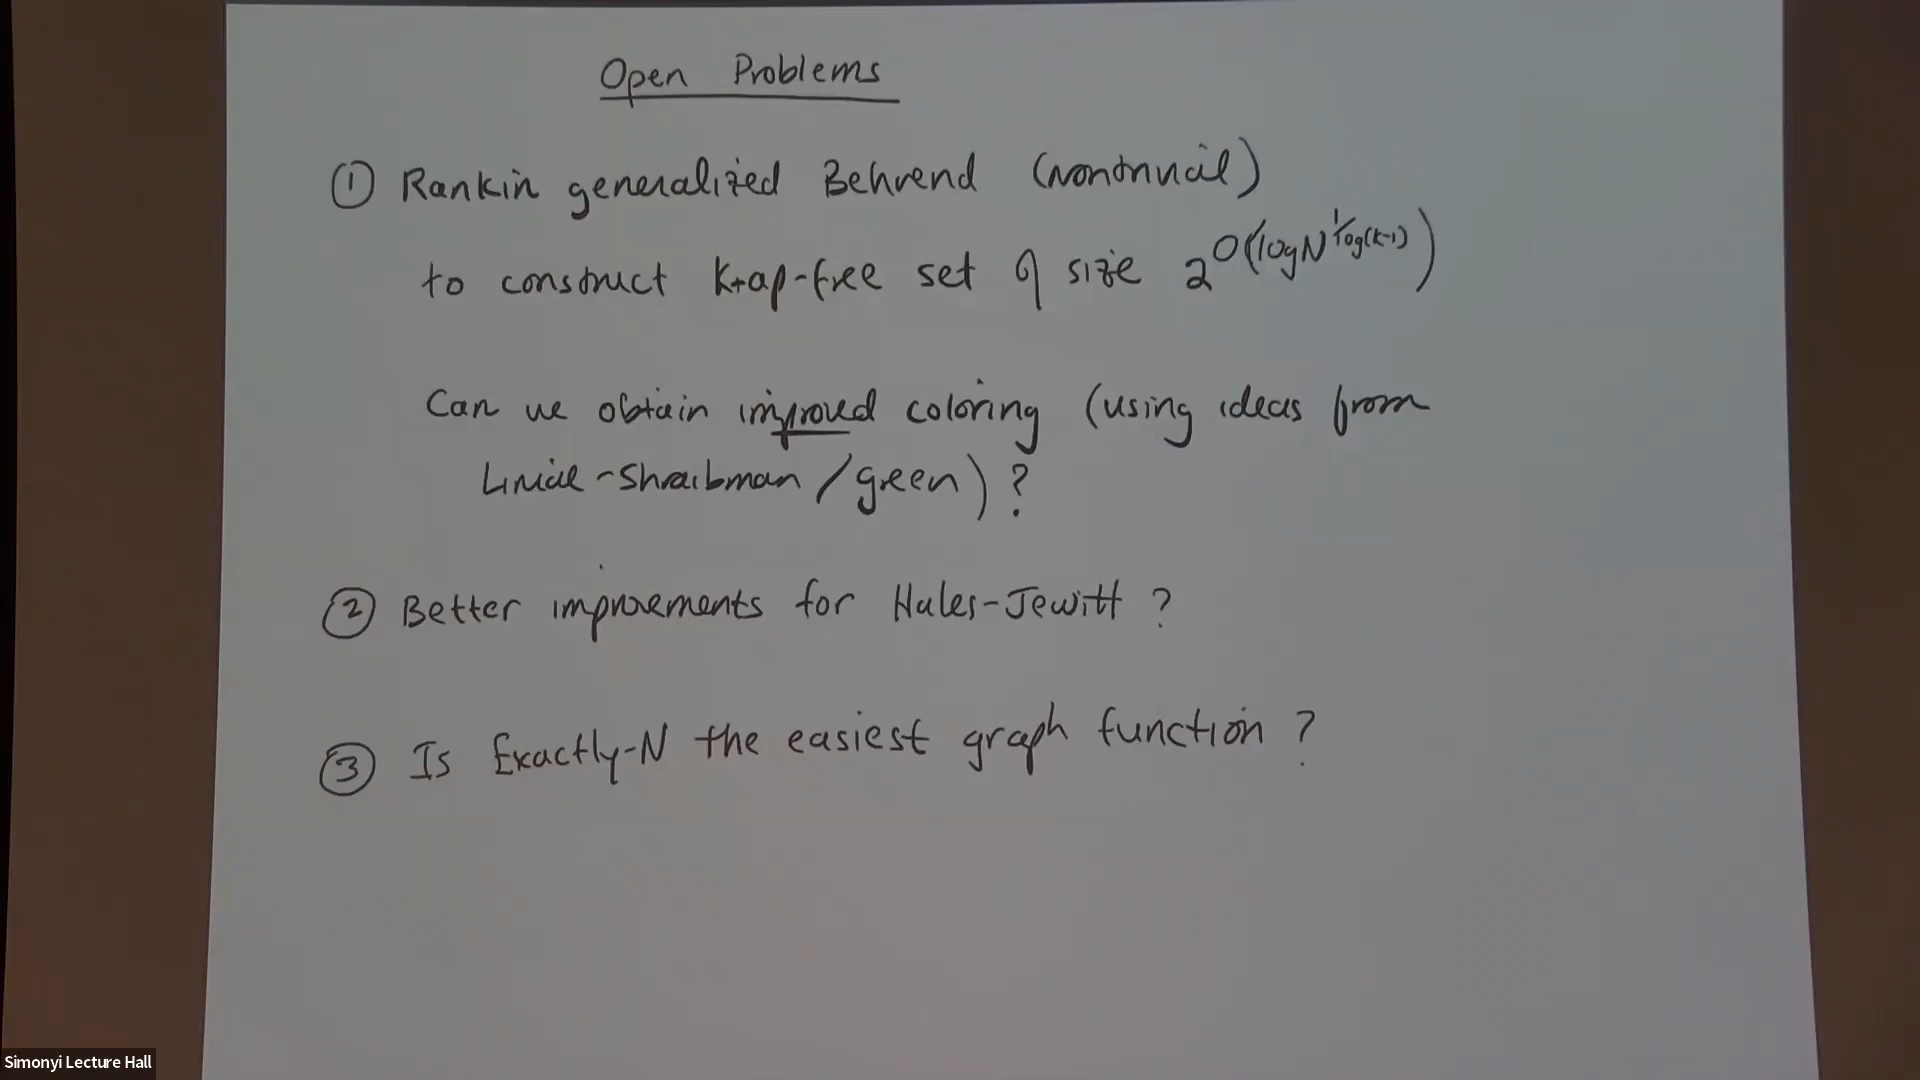 Open Problems
① Rankin generalized Behrend (nontrivial)
to construct k-ap-free set of size 2^O(log N^1/log(k-1))
Can we obtain improved coloring (using ideas from
Linial-Shraibman/green)?
② Better improvements for Hales-Jewitt?
③ Is Exactly-N the easiest graph function?
Simonyi Lecture Hall